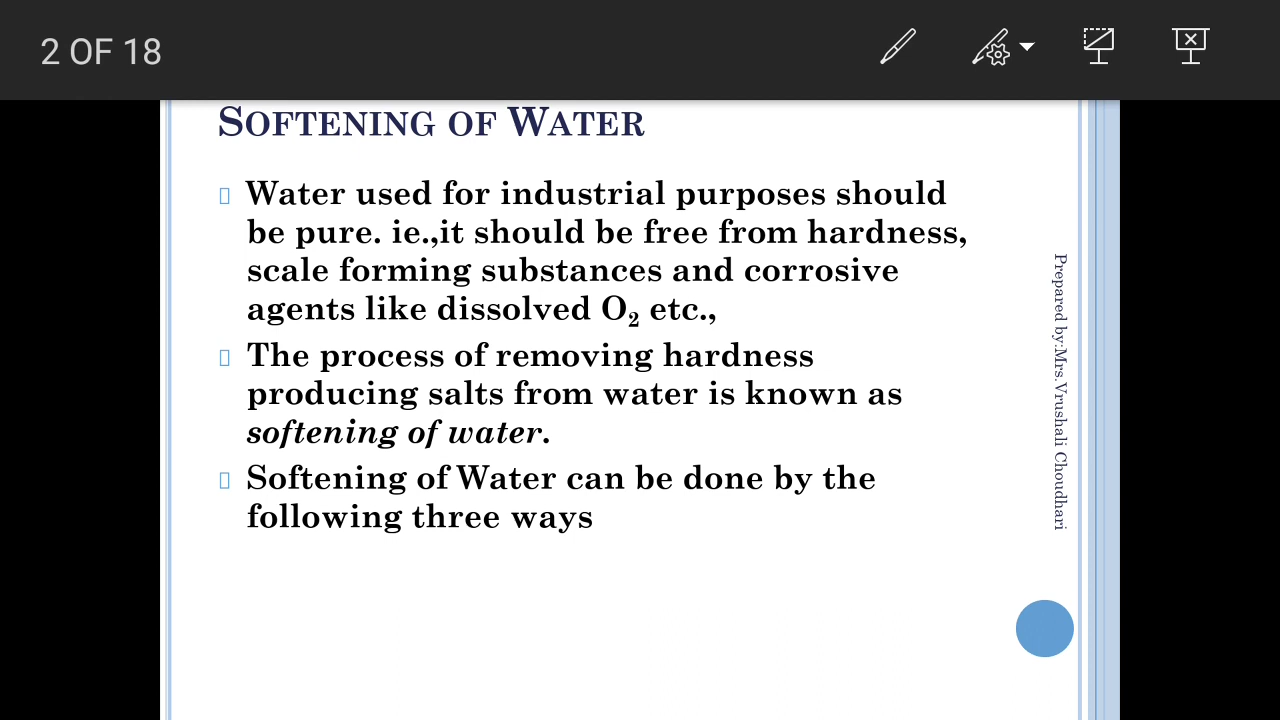 2 OF 18
SOFTENING OF WATER
Water used for industrial purposes should
be pure. ie.,it should be free from hardness,
scale forming substances and corrosive
agents like dissolved O₂ etc.,
The process of removing hardness
producing salts from water is known as
softening of water.
Softening of Water can be done by the
following three ways
Prepared by:Mrs.Vrushali Choudhari